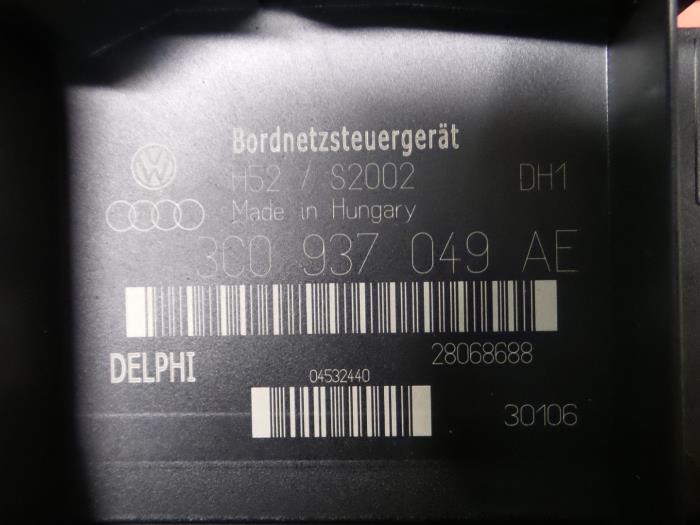 Bordnetzsteuergerät
H52 / S2002 DH1
Made in Hungary
3C0 937 049 AE
28068688
DELPHI
04532440
30106